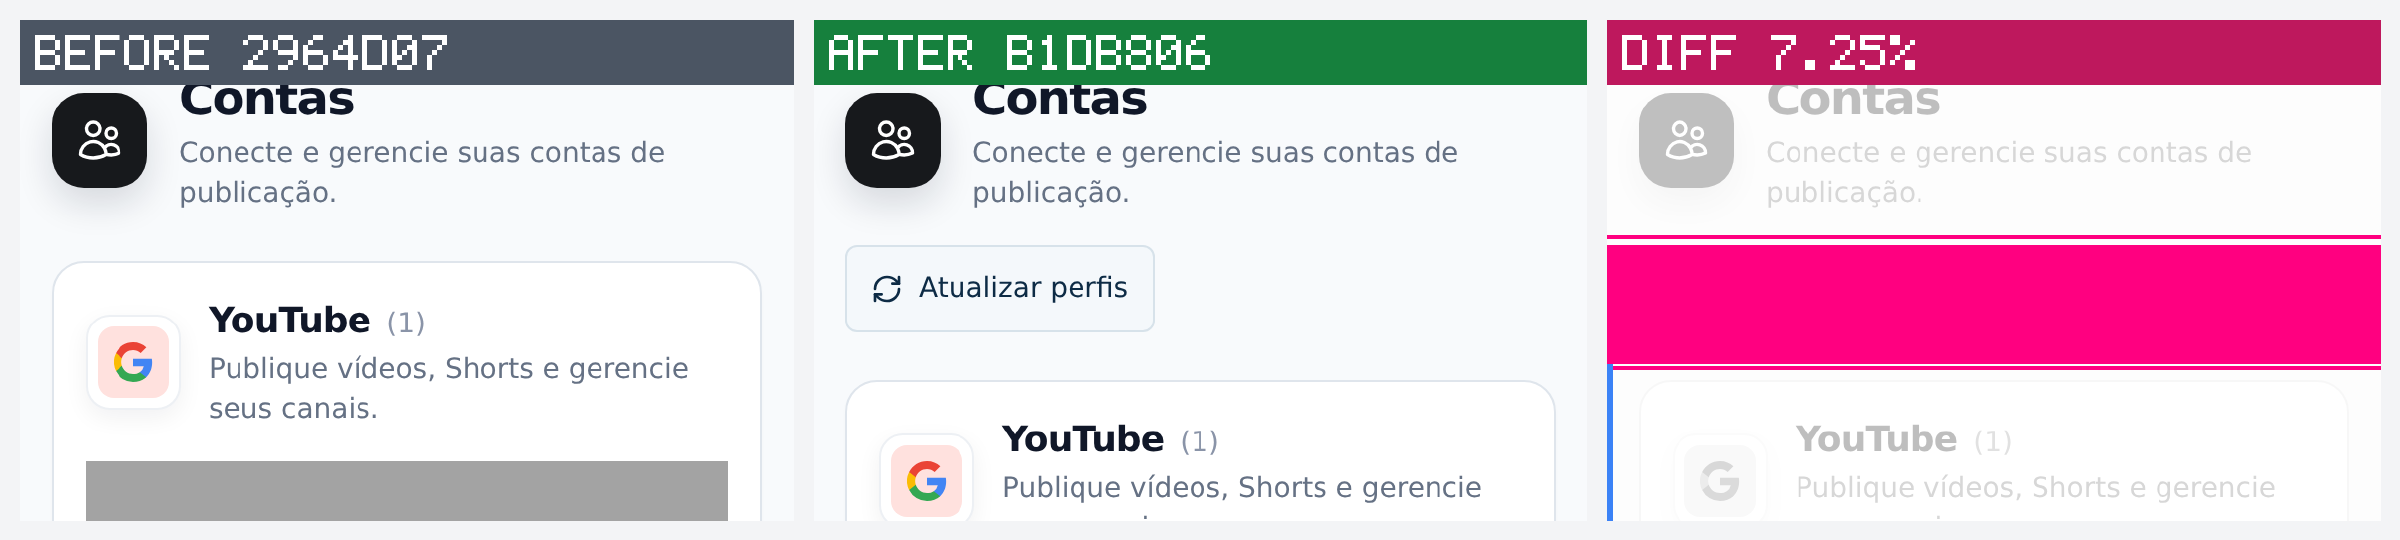 BEFORE 2964D07
Contas
Conecte e gerencie suas contas de
publicação.
YouTube (1)
Publique vídeos, Shorts e gerencie
seus canais.
AFTER B1DB806
Contas
Conecte e gerencie suas contas de
publicação.
Atualizar perfis
YouTube (1)
Publique vídeos, Shorts e gerencie
DIFF 7.25%
Contas
Conecte e gerencie suas contas de
publicação.
YouTube (1)
Publique vídeos, Shorts e gerencie